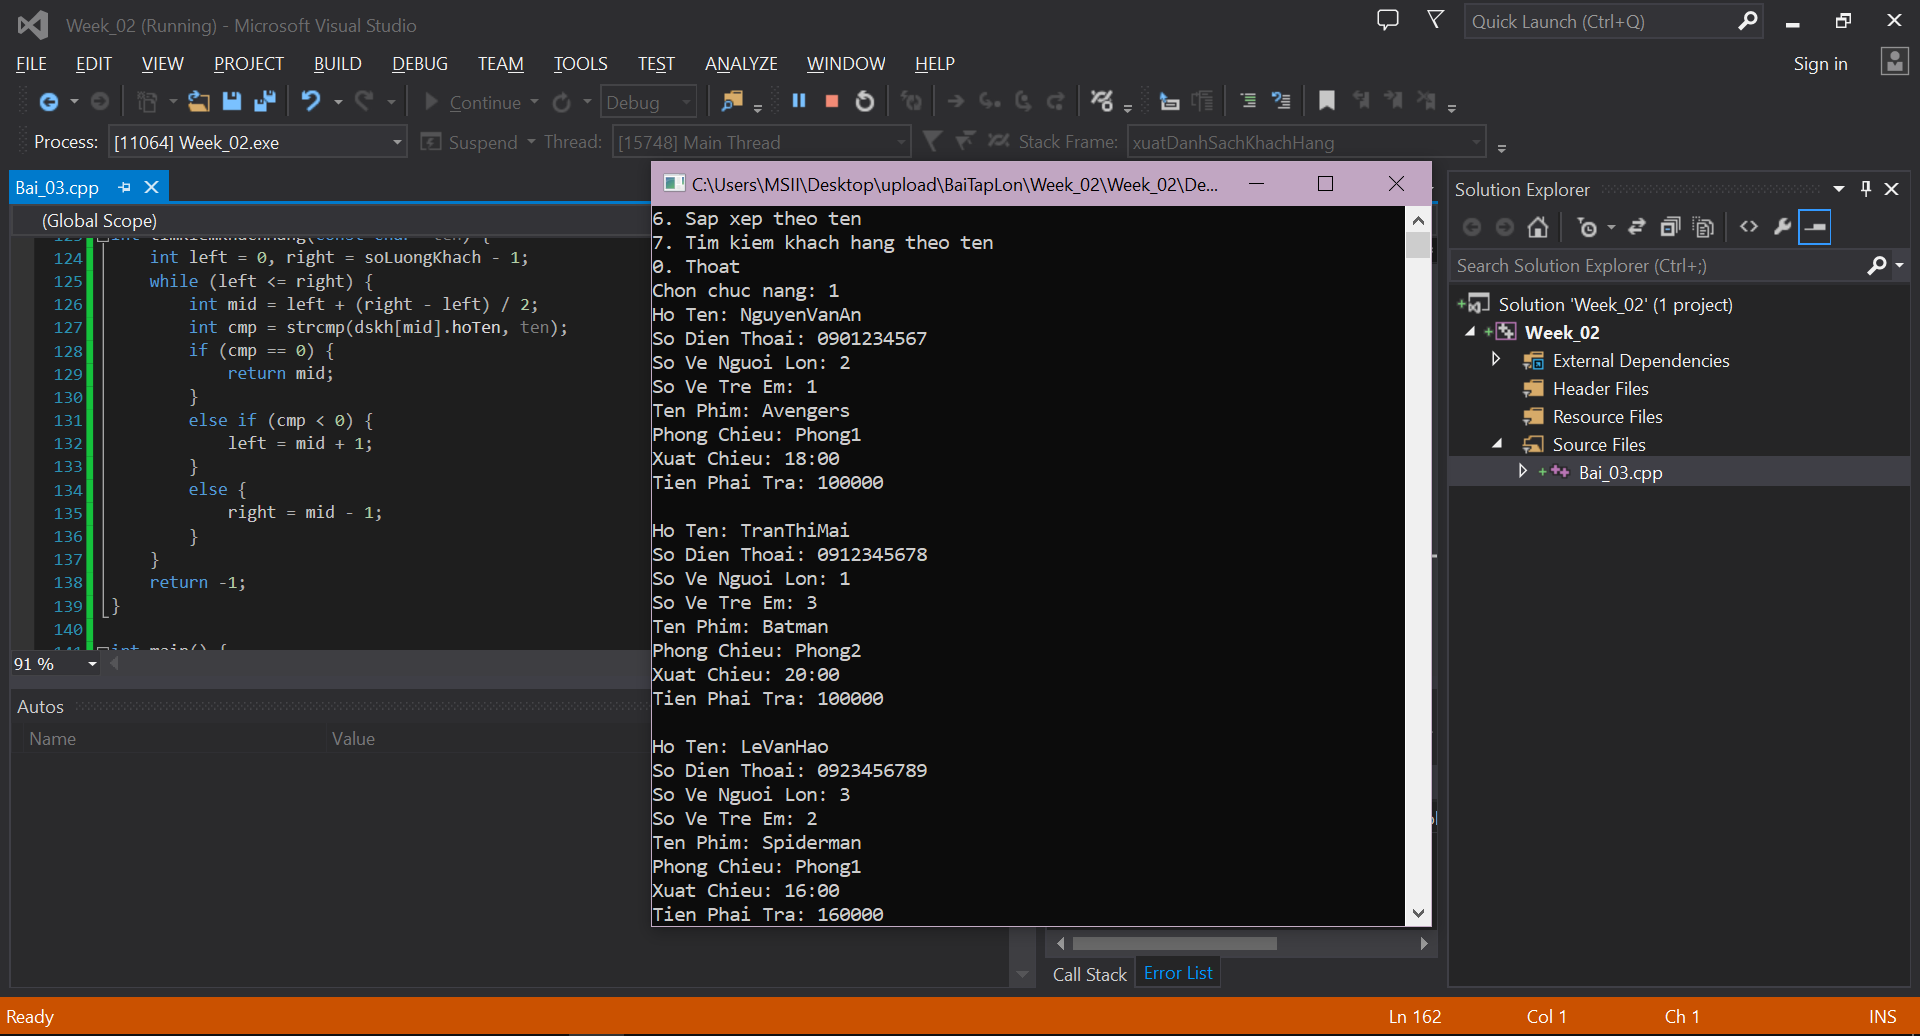 Week_02 (Running) - Microsoft Visual Studio
Quick Launch (Ctrl+Q)
FILE EDIT VIEW PROJECT BUILD DEBUG TEAM TOOLS TEST ANALYZE WINDOW HELP
Sign in
Continue Debug
Process: [11064] Week_02.exe Suspend Thread: [15748] Main Thread Stack Frame: xuatDanhSachKhachHang
Bai_03.cpp
(Global Scope)
124 int left = 0, right = soLuongKhach - 1;
125 while (left <= right) {
126 int mid = left + (right - left) / 2;
127 int cmp = strcmp(dskh[mid].hoTen, ten);
128 if (cmp == 0) {
129 return mid;
130 }
131 else if (cmp < 0) {
132 left = mid + 1;
133 }
134 else {
135 right = mid - 1;
136 }
137 }
138 return -1;
139 }
140
141 int main() {
91 %
Autos
Name Value
C:\Users\MSII\Desktop\upload\BaiTapLon\Week_02\Week_02\De...
6. Sap xep theo ten
7. Tim kiem khach hang theo ten
0. Thoat
Chon chuc nang: 1
Ho Ten: NguyenVanAn
So Dien Thoai: 0901234567
So Ve Nguoi Lon: 2
So Ve Tre Em: 1
Ten Phim: Avengers
Phong Chieu: Phong1
Xuat Chieu: 18:00
Tien Phai Tra: 100000
Ho Ten: TranThiMai
So Dien Thoai: 0912345678
So Ve Nguoi Lon: 1
So Ve Tre Em: 3
Ten Phim: Batman
Phong Chieu: Phong2
Xuat Chieu: 20:00
Tien Phai Tra: 100000
Ho Ten: LeVanHao
So Dien Thoai: 0923456789
So Ve Nguoi Lon: 3
So Ve Tre Em: 2
Ten Phim: Spiderman
Phong Chieu: Phong1
Xuat Chieu: 16:00
Tien Phai Tra: 160000
Call Stack Error List
Solution Explorer
Search Solution Explorer (Ctrl+;)
Solution 'Week_02' (1 project)
Week_02
External Dependencies
Header Files
Resource Files
Source Files
Bai_03.cpp
Ready Ln 162 Col 1 Ch 1 INS